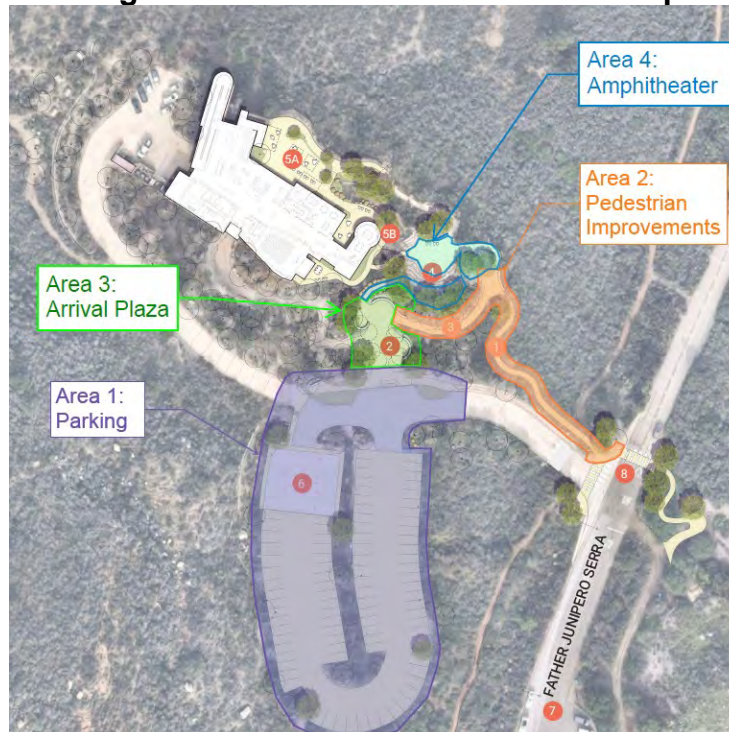 Area 4:
Amphitheater
5A
Area 2:
Pedestrian
Improvements
5B
4
Area 3:
Arrival Plaza
3
2
1
Area 1:
Parking
8
6
FATHER JUNIPERO SERRA
7